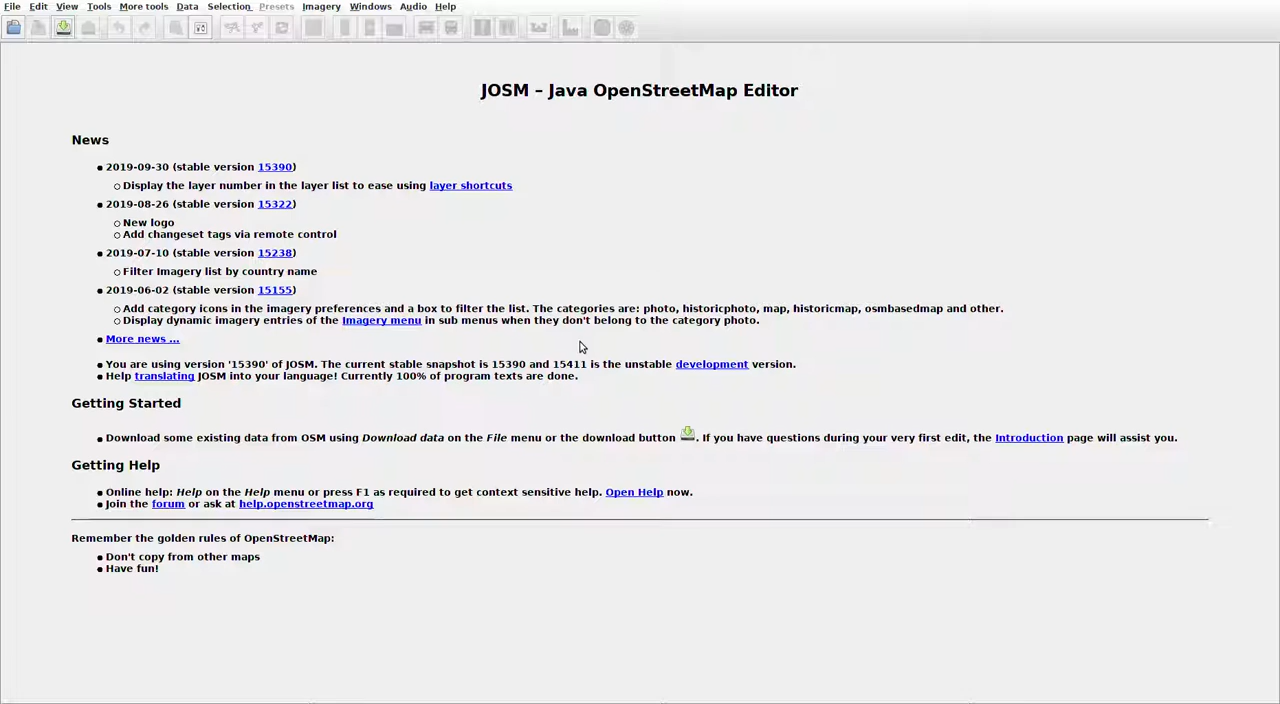 File Edit View Tools More tools Data Selection Presets Imagery Windows Audio Help
JOSM – Java OpenStreetMap Editor
News
2019-09-30 (stable version 15390)
Display the layer number in the layer list to ease using layer shortcuts
2019-08-26 (stable version 15322)
New logo
Add changeset tags via remote control
2019-07-10 (stable version 15238)
Filter Imagery list by country name
2019-06-02 (stable version 15155)
Add category icons in the imagery preferences and a box to filter the list. The categories are: photo, historicphoto, map, historicmap, osmbasedmap and other.
Display dynamic imagery entries of the Imagery menu in sub menus when they don't belong to the category photo.
More news ...
You are using version '15390' of JOSM. The current stable snapshot is 15390 and 15411 is the unstable development version.
Help translating JOSM into your language! Currently 100% of program texts are done.
Getting Started
Download some existing data from OSM using Download data on the File menu or the download button . If you have questions during your very first edit, the Introduction page will assist you.
Getting Help
Online help: Help on the Help menu or press F1 as required to get context sensitive help. Open Help now.
Join the forum or ask at help.openstreetmap.org
Remember the golden rules of OpenStreetMap:
Don't copy from other maps
Have fun!